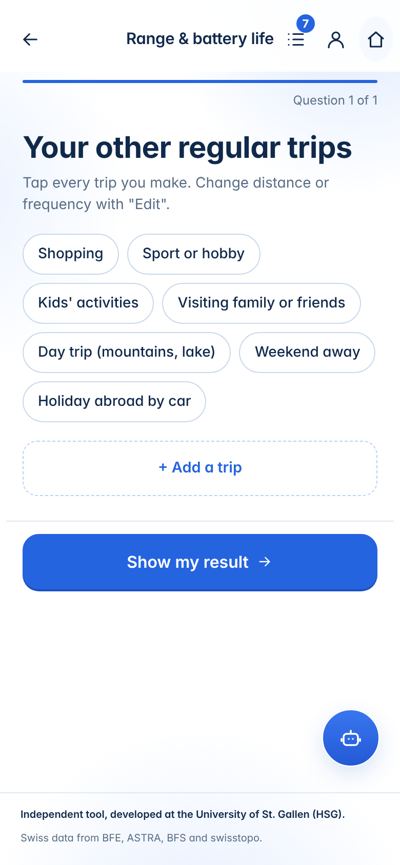 7
Range & battery life
Question 1 of 1
Your other regular trips
Tap every trip you make. Change distance or
frequency with "Edit".
Shopping
Sport or hobby
Kids' activities
Visiting family or friends
Day trip (mountains, lake)
Weekend away
Holiday abroad by car
+ Add a trip
Show my result →
Independent tool, developed at the University of St. Gallen (HSG).
Swiss data from BFE, ASTRA, BFS and swisstopo.